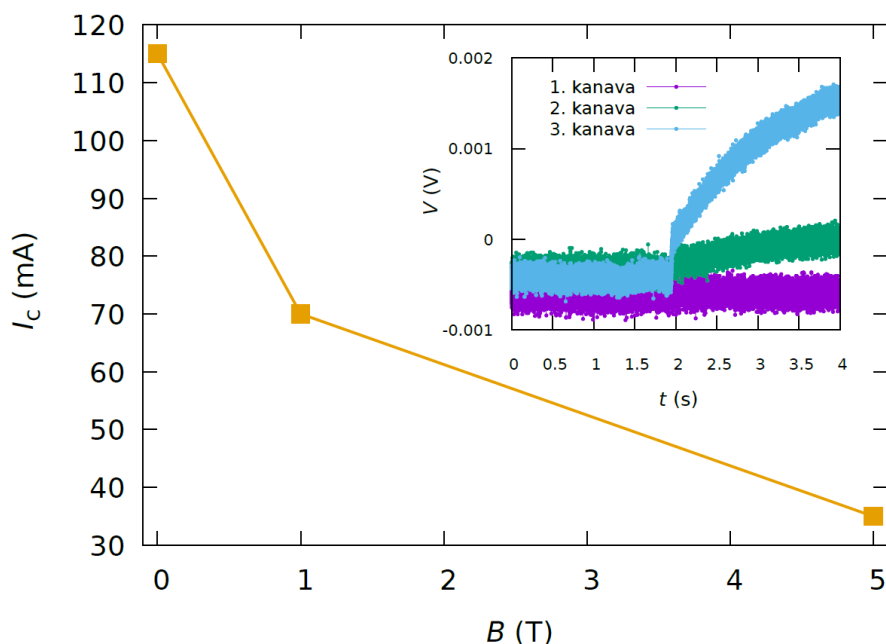 120
110
100
90
80
70
60
50
40
30
I_C (mA)
0 1 2 3 4 5
B (T)
0.002
0.001
0
-0.001
V (V)
1. kanava
2. kanava
3. kanava
0 0.5 1 1.5 2 2.5 3 3.5 4
t (s)